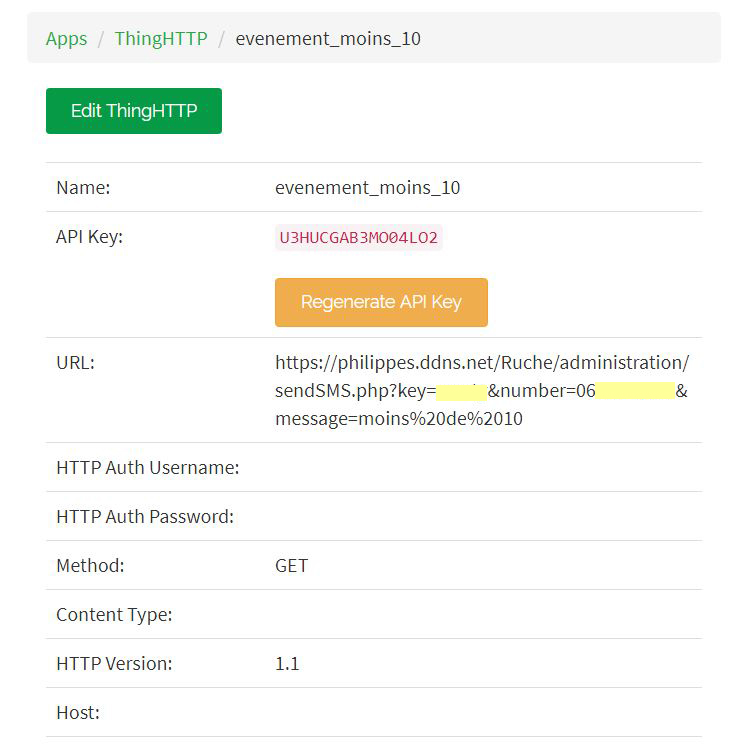 Apps / ThingHTTP / evenement_moins_10
Edit ThingHTTP
Name: evenement_moins_10
API Key: U3HUCGAB3MO04LO2
Regenerate API Key
URL: https://philippes.ddns.net/Ruche/administration/
sendSMS.php?key= &number=06 &
message=moins%20de%2010
HTTP Auth Username:
HTTP Auth Password:
Method: GET
Content Type:
HTTP Version: 1.1
Host: